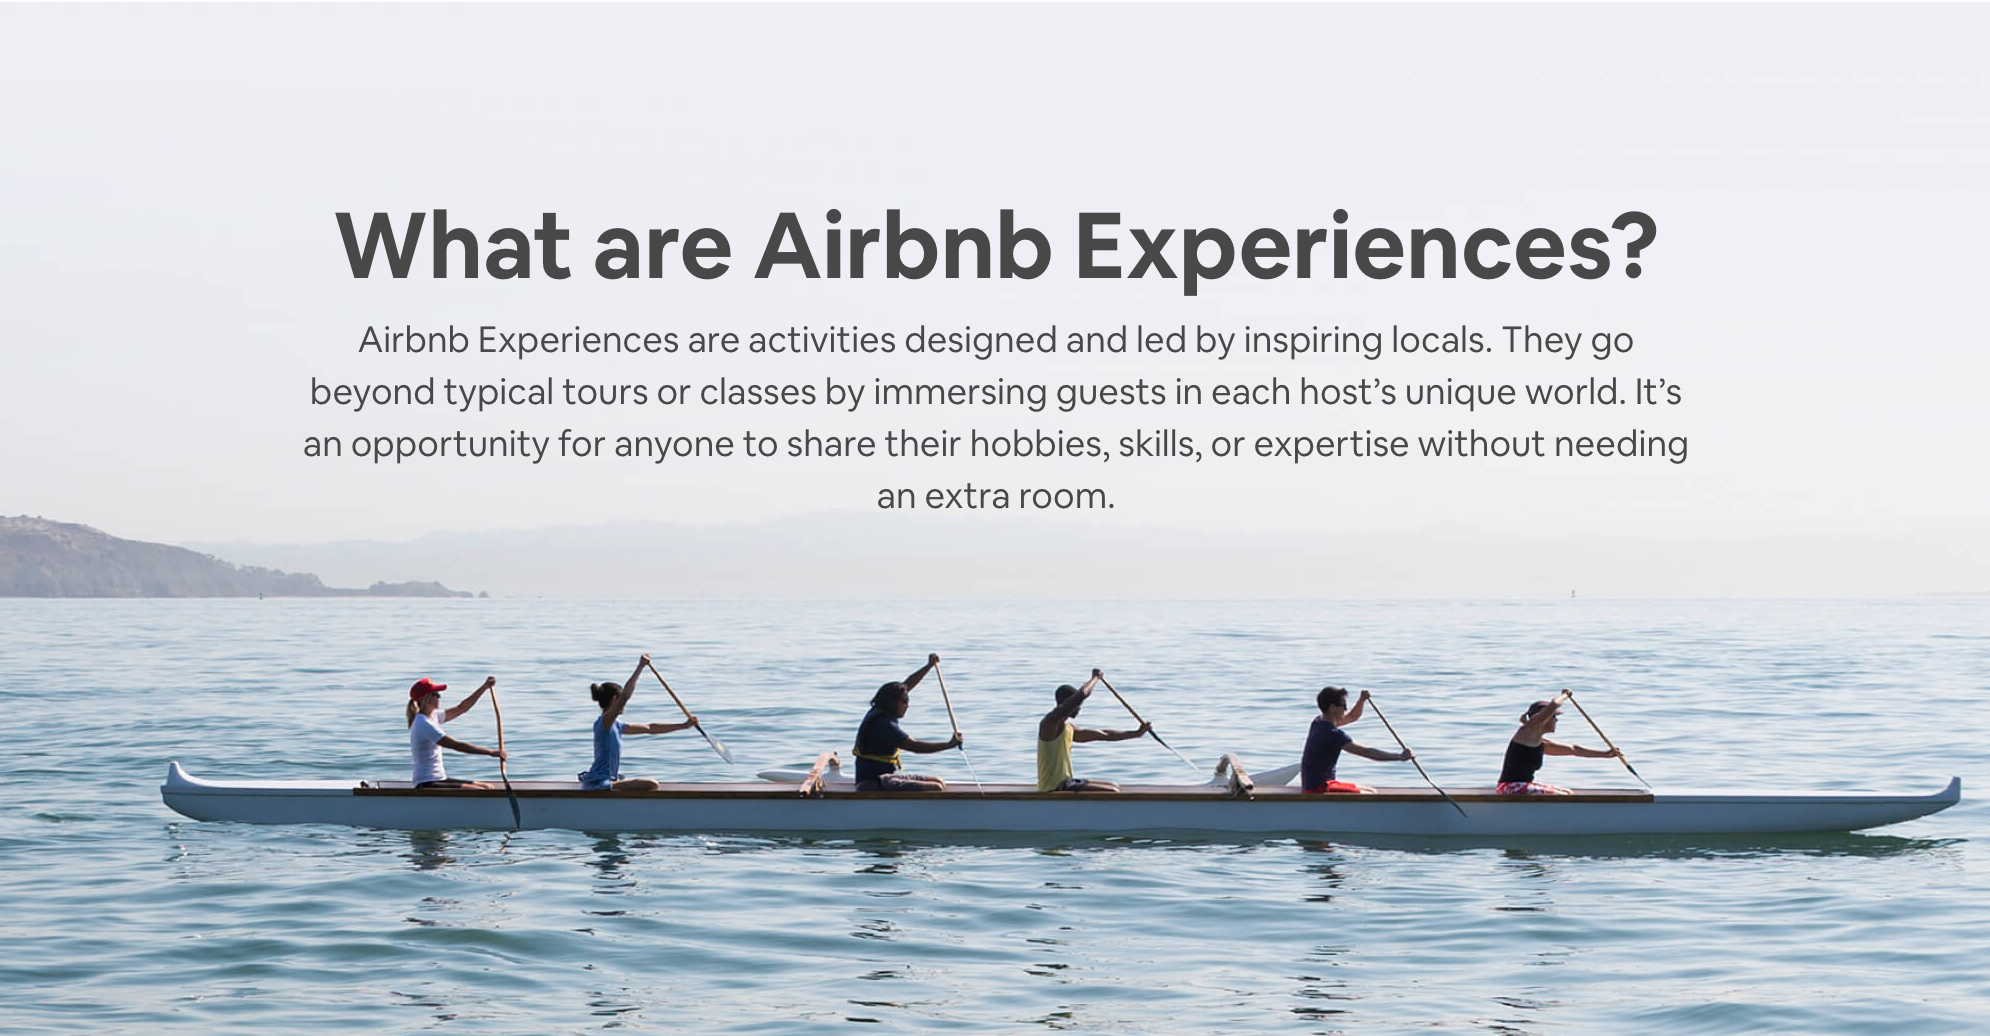 What are Airbnb Experiences?
Airbnb Experiences are activities designed and led by inspiring locals. They go
beyond typical tours or classes by immersing guests in each host’s unique world. It’s
an opportunity for anyone to share their hobbies, skills, or expertise without needing
an extra room.